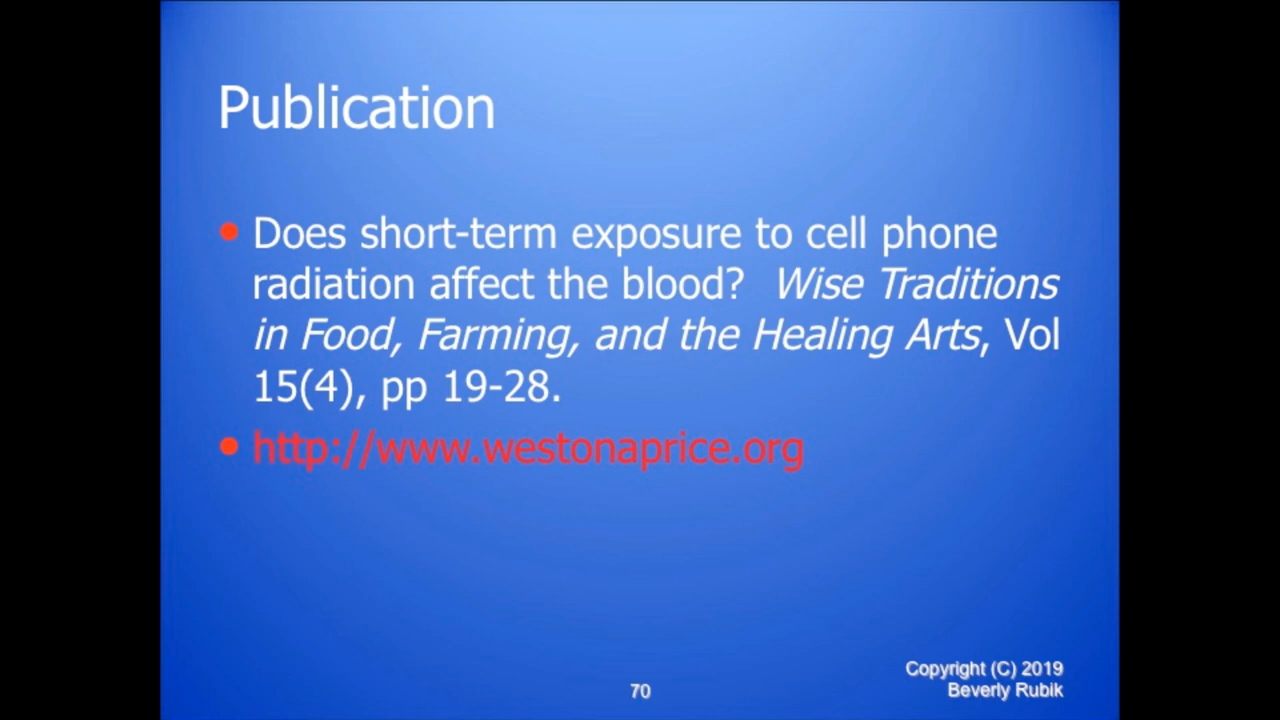 Publication
Does short-term exposure to cell phone
radiation affect the blood? Wise Traditions
in Food, Farming, and the Healing Arts, Vol
15(4), pp 19-28.
http://www.westonaprice.org
70
Copyright (C) 2019
Beverly Rubik